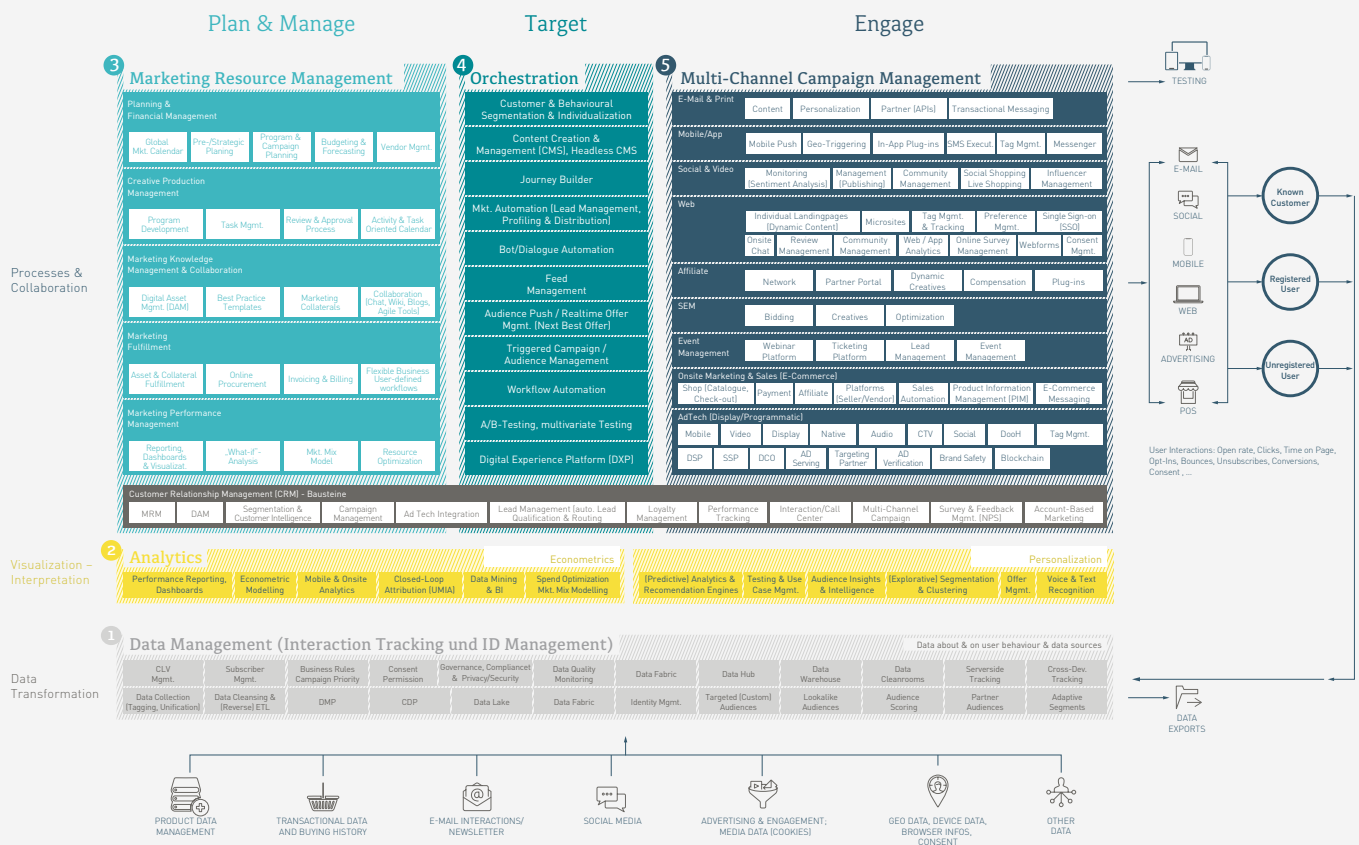 Plan & Manage
Target
Engage
3
Marketing Resource Management
4
Orchestration
5
Multi-Channel Campaign Management
Processes &
Collaboration
Planning &
Financial Management
Global
Mkt. Calendar
Pre-/Strategic
Planing
Program &
Campaign
Planning
Budgeting &
Forecasting
Vendor Mgmt.
Creative Production
Management
Program
Development
Task Mgmt.
Review & Approval
Process
Activity & Task
Oriented Calendar
Marketing Knowledge
Management & Collaboration
Digital Asset
Mgmt. (DAM)
Best Practice
Templates
Marketing
Collaterals
Collaboration
(Chat, Wiki, Blogs,
Agile Tools)
Marketing
Fulfillment
Asset & Collateral
Fulfillment
Online
Procurement
Invoicing & Billing
Flexible Business
User-defined
workflows
Marketing Performance
Management
Reporting,
Dashboards
& Visualizat.
„What-if"-
Analysis
Mkt. Mix
Model
Resource
Optimization
Customer & Behavioural
Segmentation & Individualization
Content Creation &
Management (CMS), Headless CMS
Journey Builder
Mkt. Automation (Lead Management,
Profiling & Distribution)
Bot/Dialogue Automation
Feed
Management
Audience Push / Realtime Offer
Mgmt. (Next Best Offer)
Triggered Campaign /
Audience Management
Workflow Automation
A/B-Testing, multivariate Testing
Digital Experience Platform (DXP)
E-Mail & Print
Content
Personalization
Partner (APIs)
Transactional Messaging
Mobile/App
Mobile Push
Geo-Triggering
In-App Plug-ins
SMS Execut.
Tag Mgmt.
Messenger
Social & Video
Monitoring
(Sentiment Analysis)
Management
(Publishing)
Community
Management
Social Shopping
Live Shopping
Influencer
Management
Web
Individual Landingpages
(Dynamic Content)
Microsites
Tag Mgmt.
& Tracking
Preference
Mgmt.
Single Sign-on
(SSO)
Onsite
Chat
Review
Management
Community
Management
Web / App
Analytics
Online Survey
Management
Webforms
Consent
Mgmt.
Affiliate
Network
Partner Portal
Dynamic
Creatives
Compensation
Plug-ins
SEM
Bidding
Creatives
Optimization
Event
Management
Webinar
Platform
Ticketing
Platform
Lead
Management
Event
Management
Onsite Marketing & Sales (E-Commerce)
Shop (Catalogue,
Check-out)
Payment
Affiliate
Platforms
(Seller/Vendor)
Sales
Automation
Product Information
Management (PIM)
E-Commerce
Messaging
AdTech (Display/Programmatic)
Mobile
Video
Display
Native
Audio
CTV
Social
DooH
Tag Mgmt.
DSP
SSP
DCO
AD
Serving
Targeting
Partner
AD
Verification
Brand Safety
Blockchain
Customer Relationship Management (CRM) - Bausteine
MRM
DAM
Segmentation &
Customer Intelligence
Campaign
Management
Ad Tech Integration
Lead Management (auto. Lead
Qualification & Routing
Loyalty
Management
Performance
Tracking
Interaction/Call
Center
Multi-Channel
Campaign
Survey & Feedback
Mgmt. (NPS)
Account-Based
Marketing
Visualization –
Interpretation
2
Analytics
Econometrics
Personalization
Performance Reporting,
Dashboards
Econometric
Modelling
Mobile & Onsite
Analytics
Closed-Loop
Attribution (UMIA)
Data Mining
& BI
Spend Optimization
Mkt. Mix Modelling
(Predictive) Analytics &
Recomendation Engines
Testing & Use
Case Mgmt.
Audience Insights
& Intelligence
(Explorative) Segmentation
& Clustering
Offer
Mgmt.
Voice & Text
Recognition
Data
Transformation
1
Data Management (Interaction Tracking und ID Management)
Data about & on user behaviour & data sources
CLV
Mgmt.
Subscriber
Mgmt.
Business Rules
Campaign Priority
Consent
Permission
Governance, Compliancet
& Privacy/Security
Data Quality
Monitoring
Data Fabric
Data Hub
Data
Warehouse
Data
Cleanrooms
Serverside
Tracking
Cross-Dev.
Tracking
Data Collection
(Tagging, Unification)
Data Cleansing &
(Reverse) ETL
DMP
CDP
Data Lake
Data Fabric
Identity Mgmt.
Targeted (Custom)
Audiences
Lookalike
Audiences
Audience
Scoring
Partner
Audiences
Adaptive
Segments
TESTING
E-MAIL
SOCIAL
MOBILE
WEB
AD
ADVERTISING
POS
Known
Customer
Registered
User
Unregistered
User
User Interactions: Open rate, Clicks, Time on Page,
Opt-Ins, Bounces, Unsubscribes, Conversions,
Consent , ...
DATA
EXPORTS
PRODUCT DATA
MANAGEMENT
TRANSACTIONAL DATA
AND BUYING HISTORY
@
E-MAIL INTERACTIONS/
NEWSLETTER
SOCIAL MEDIA
ADVERTISING & ENGAGEMENT;
MEDIA DATA (COOKIES)
GEO DATA, DEVICE DATA,
BROWSER INFOS,
CONSENT
OTHER
DATA